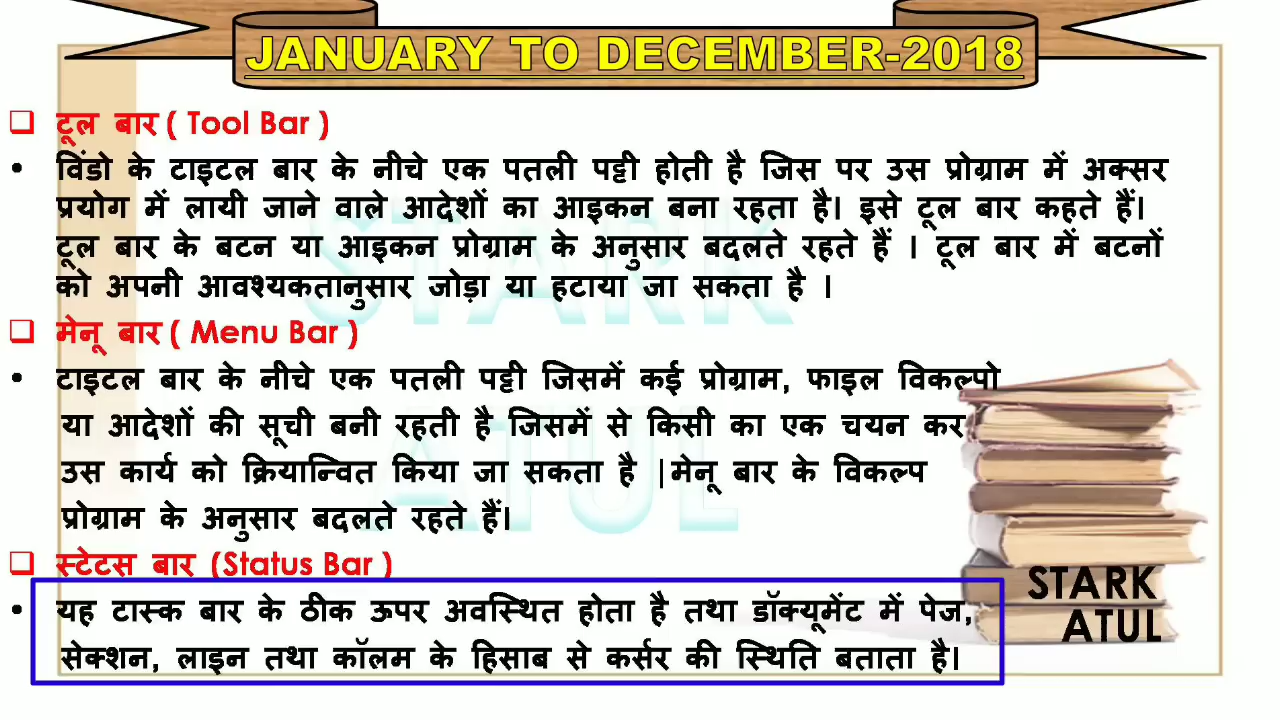 JANUARY TO DECEMBER-2018
❑ टूल बार ( Tool Bar )
• विंडो के टाइटल बार के नीचे एक पतली पट्टी होती है जिस पर उस प्रोग्राम में अक्सर
प्रयोग में लायी जाने वाले आदेशों का आइकन बना रहता है। इसे टूल बार कहते हैं।
टूल बार के बटन या आइकन प्रोग्राम के अनुसार बदलते रहते हैं । टूल बार में बटनों
को अपनी आवश्यकतानुसार जोड़ा या हटाया जा सकता है ।
❑ मेनू बार ( Menu Bar )
• टाइटल बार के नीचे एक पतली पट्टी जिसमें कई प्रोग्राम, फाइल विकल्पो
या आदेशों की सूची बनी रहती है जिसमें से किसी का एक चयन कर
उस कार्य को क्रियान्वित किया जा सकता है |मेनू बार के विकल्प
प्रोग्राम के अनुसार बदलते रहते हैं।
❑ स्टेटस बार (Status Bar )
• यह टास्क बार के ठीक ऊपर अवस्थित होता है तथा डॉक्यूमेंट में पेज,
सेक्शन, लाइन तथा कॉलम के हिसाब से कर्सर की स्थिति बताता है।
STARK
ATUL
STARK
ATUL